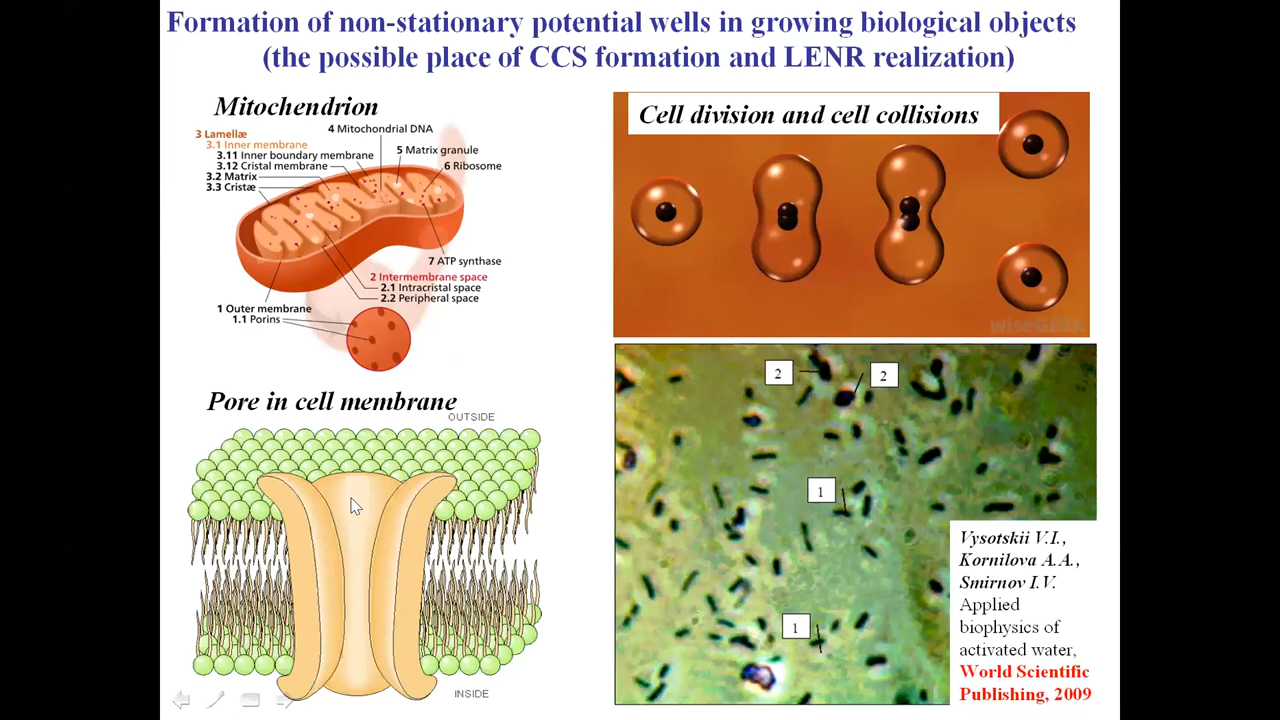 Formation of non-stationary potential wells in growing biological objects
(the possible place of CCS formation and LENR realization)
Mitochendrion
4 Mitochondrial DNA
3 Lamellæ
3.1 Inner membrane
3.11 Inner boundary membrane
3.12 Cristal membrane
3.2 Matrix
3.3 Cristæ
5 Matrix granule
6 Ribosome
7 ATP synthase
2 Intermembrane space
2.1 Intracristal space
2.2 Peripheral space
1 Outer membrane
1.1 Porins
Cell division and cell collisions
wiseGEEK
Pore in cell membrane
OUTSIDE
INSIDE
2
2
1
1
Vysotskii V.I.,
Kornilova A.A.,
Smirnov I.V.
Applied
biophysics of
activated water,
World Scientific
Publishing, 2009